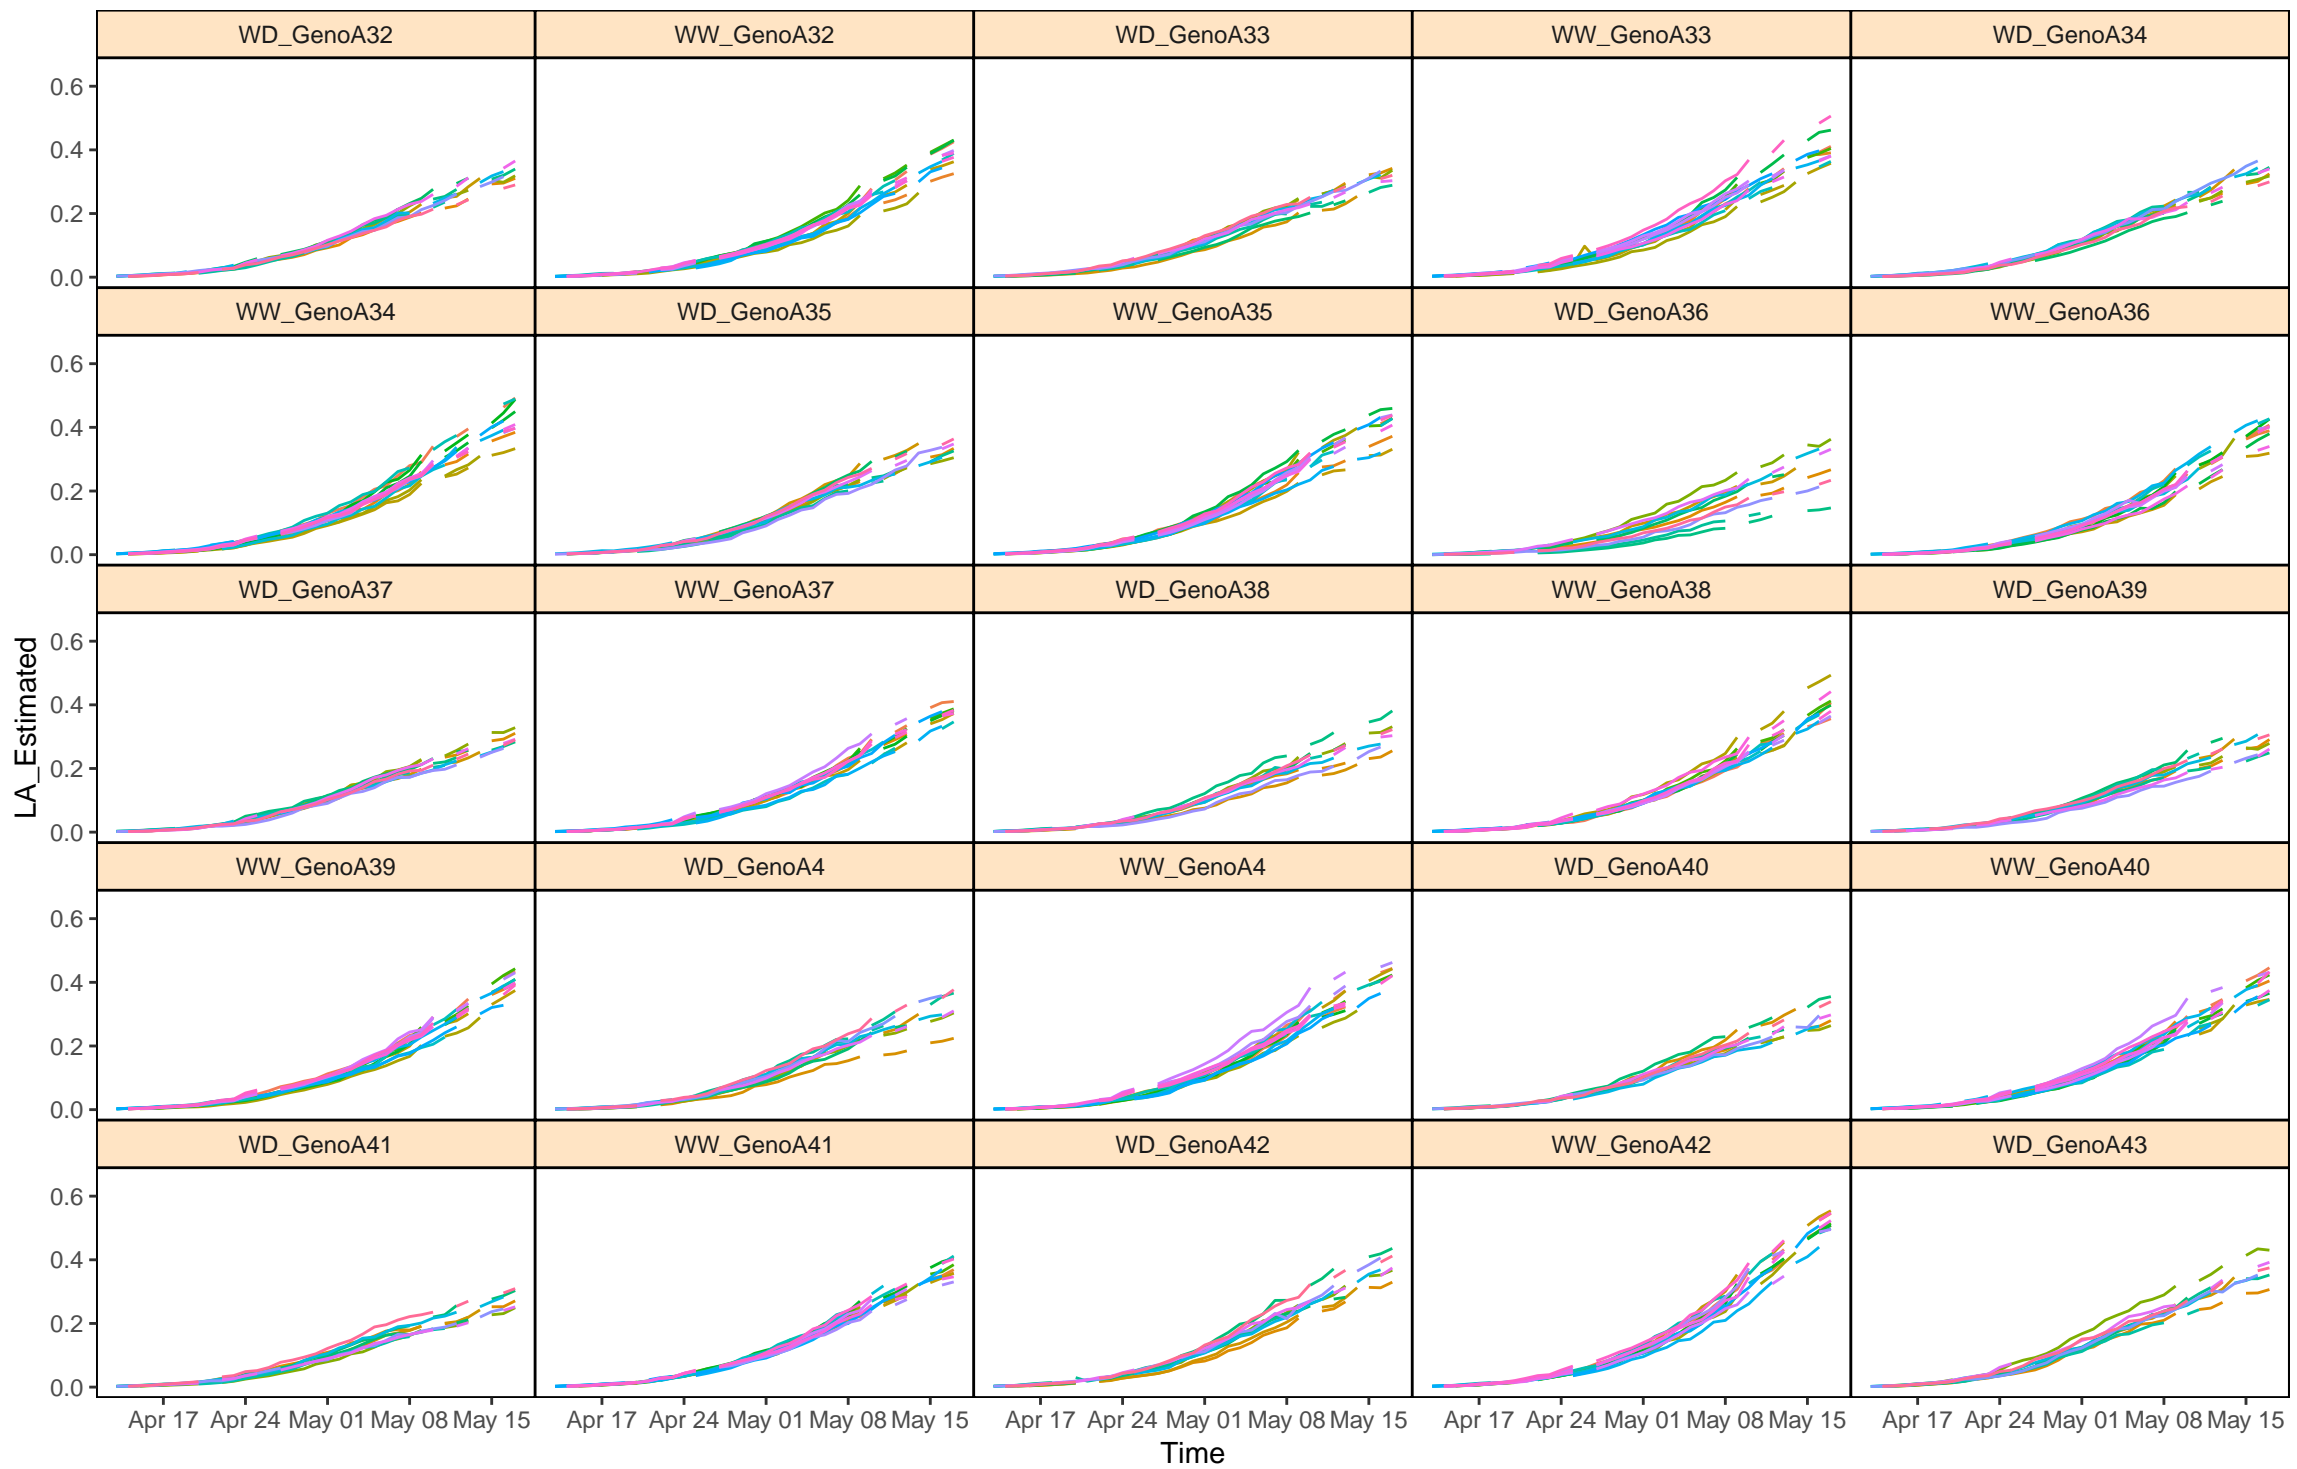 WD_GenoA32 WW_GenoA32 WD_GenoA33 WW_GenoA33 WD_GenoA34
0.6
0.4
0.2
0.0
WW_GenoA34 WD_GenoA35 WW_GenoA35 WD_GenoA36 WW_GenoA36
0.6
0.4
0.2
0.0
WD_GenoA37 WW_GenoA37 WD_GenoA38 WW_GenoA38 WD_GenoA39
0.6
0.4
0.2
0.0
LA_Estimated
WW_GenoA39 WD_GenoA4 WW_GenoA4 WD_GenoA40 WW_GenoA40
0.6
0.4
0.2
0.0
WD_GenoA41 WW_GenoA41 WD_GenoA42 WW_GenoA42 WD_GenoA43
0.6
0.4
0.2
0.0
Apr 17 Apr 24 May 01 May 08 May 15 Apr 17 Apr 24 May 01 May 08 May 15 Apr 17 Apr 24 May 01 May 08 May 15 Apr 17 Apr 24 May 01 May 08 May 15 Apr 17 Apr 24 May 01 May 08 May 15
Time